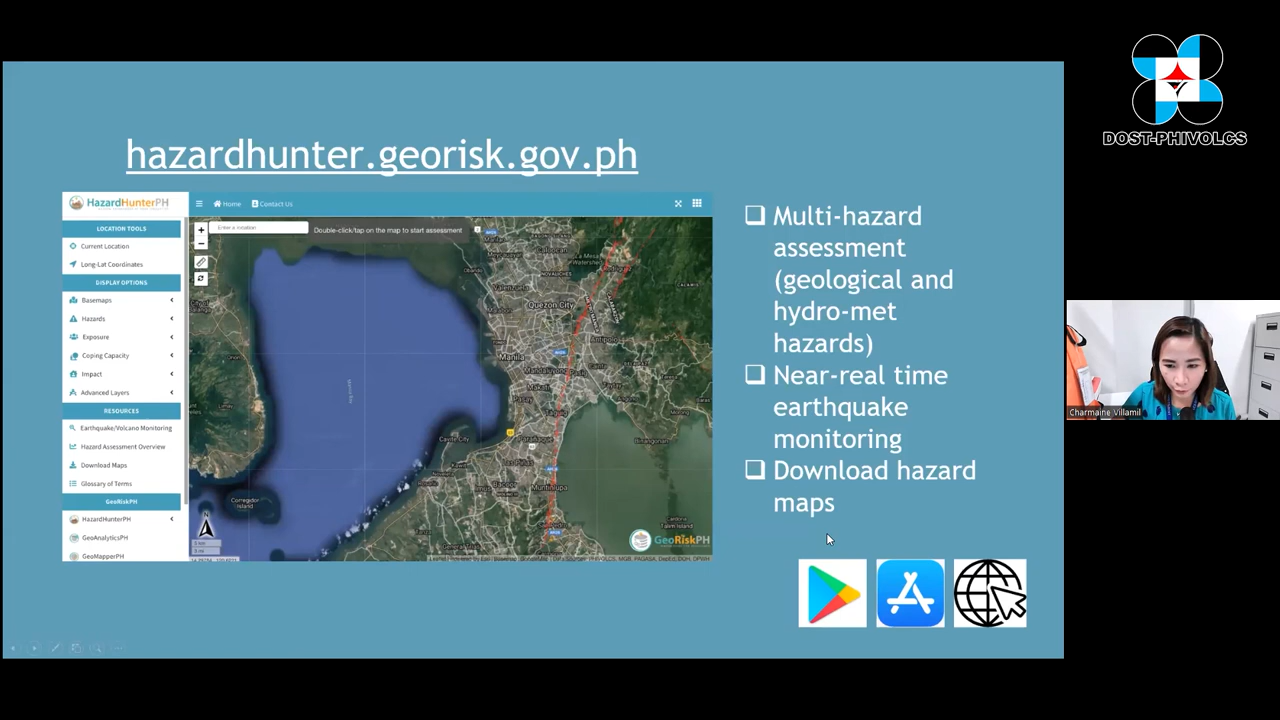 DOST-PHIVOLCS
hazardhunter.georisk.gov.ph
HazardHunterPH
LOCATION TOOLS
Current Location
Long-Lat Coordinates
DISPLAY OPTIONS
Basemaps
Hazards
Exposure
Coping Capacity
Impact
Advanced Layers
RESOURCES
Earthquake/Volcano Monitoring
Hazard Assessment Overview
Download Maps
Glossary of Terms
GeoRiskPH
HazardHunterPH
GeoAnalyticsPH
GeoMapperPH
Home
Contact Us
Enter a location
Double-click/tap on the map to start assessment
Quezon City
Manila
Makati
Pasay
Cavite City
Corregidor
Island
Muntinlupa
GeoRiskPH
Multi-hazard
assessment
(geological and
hydro-met
hazards)
Near-real time
earthquake
monitoring
Download hazard
maps
Charmaine Villamil